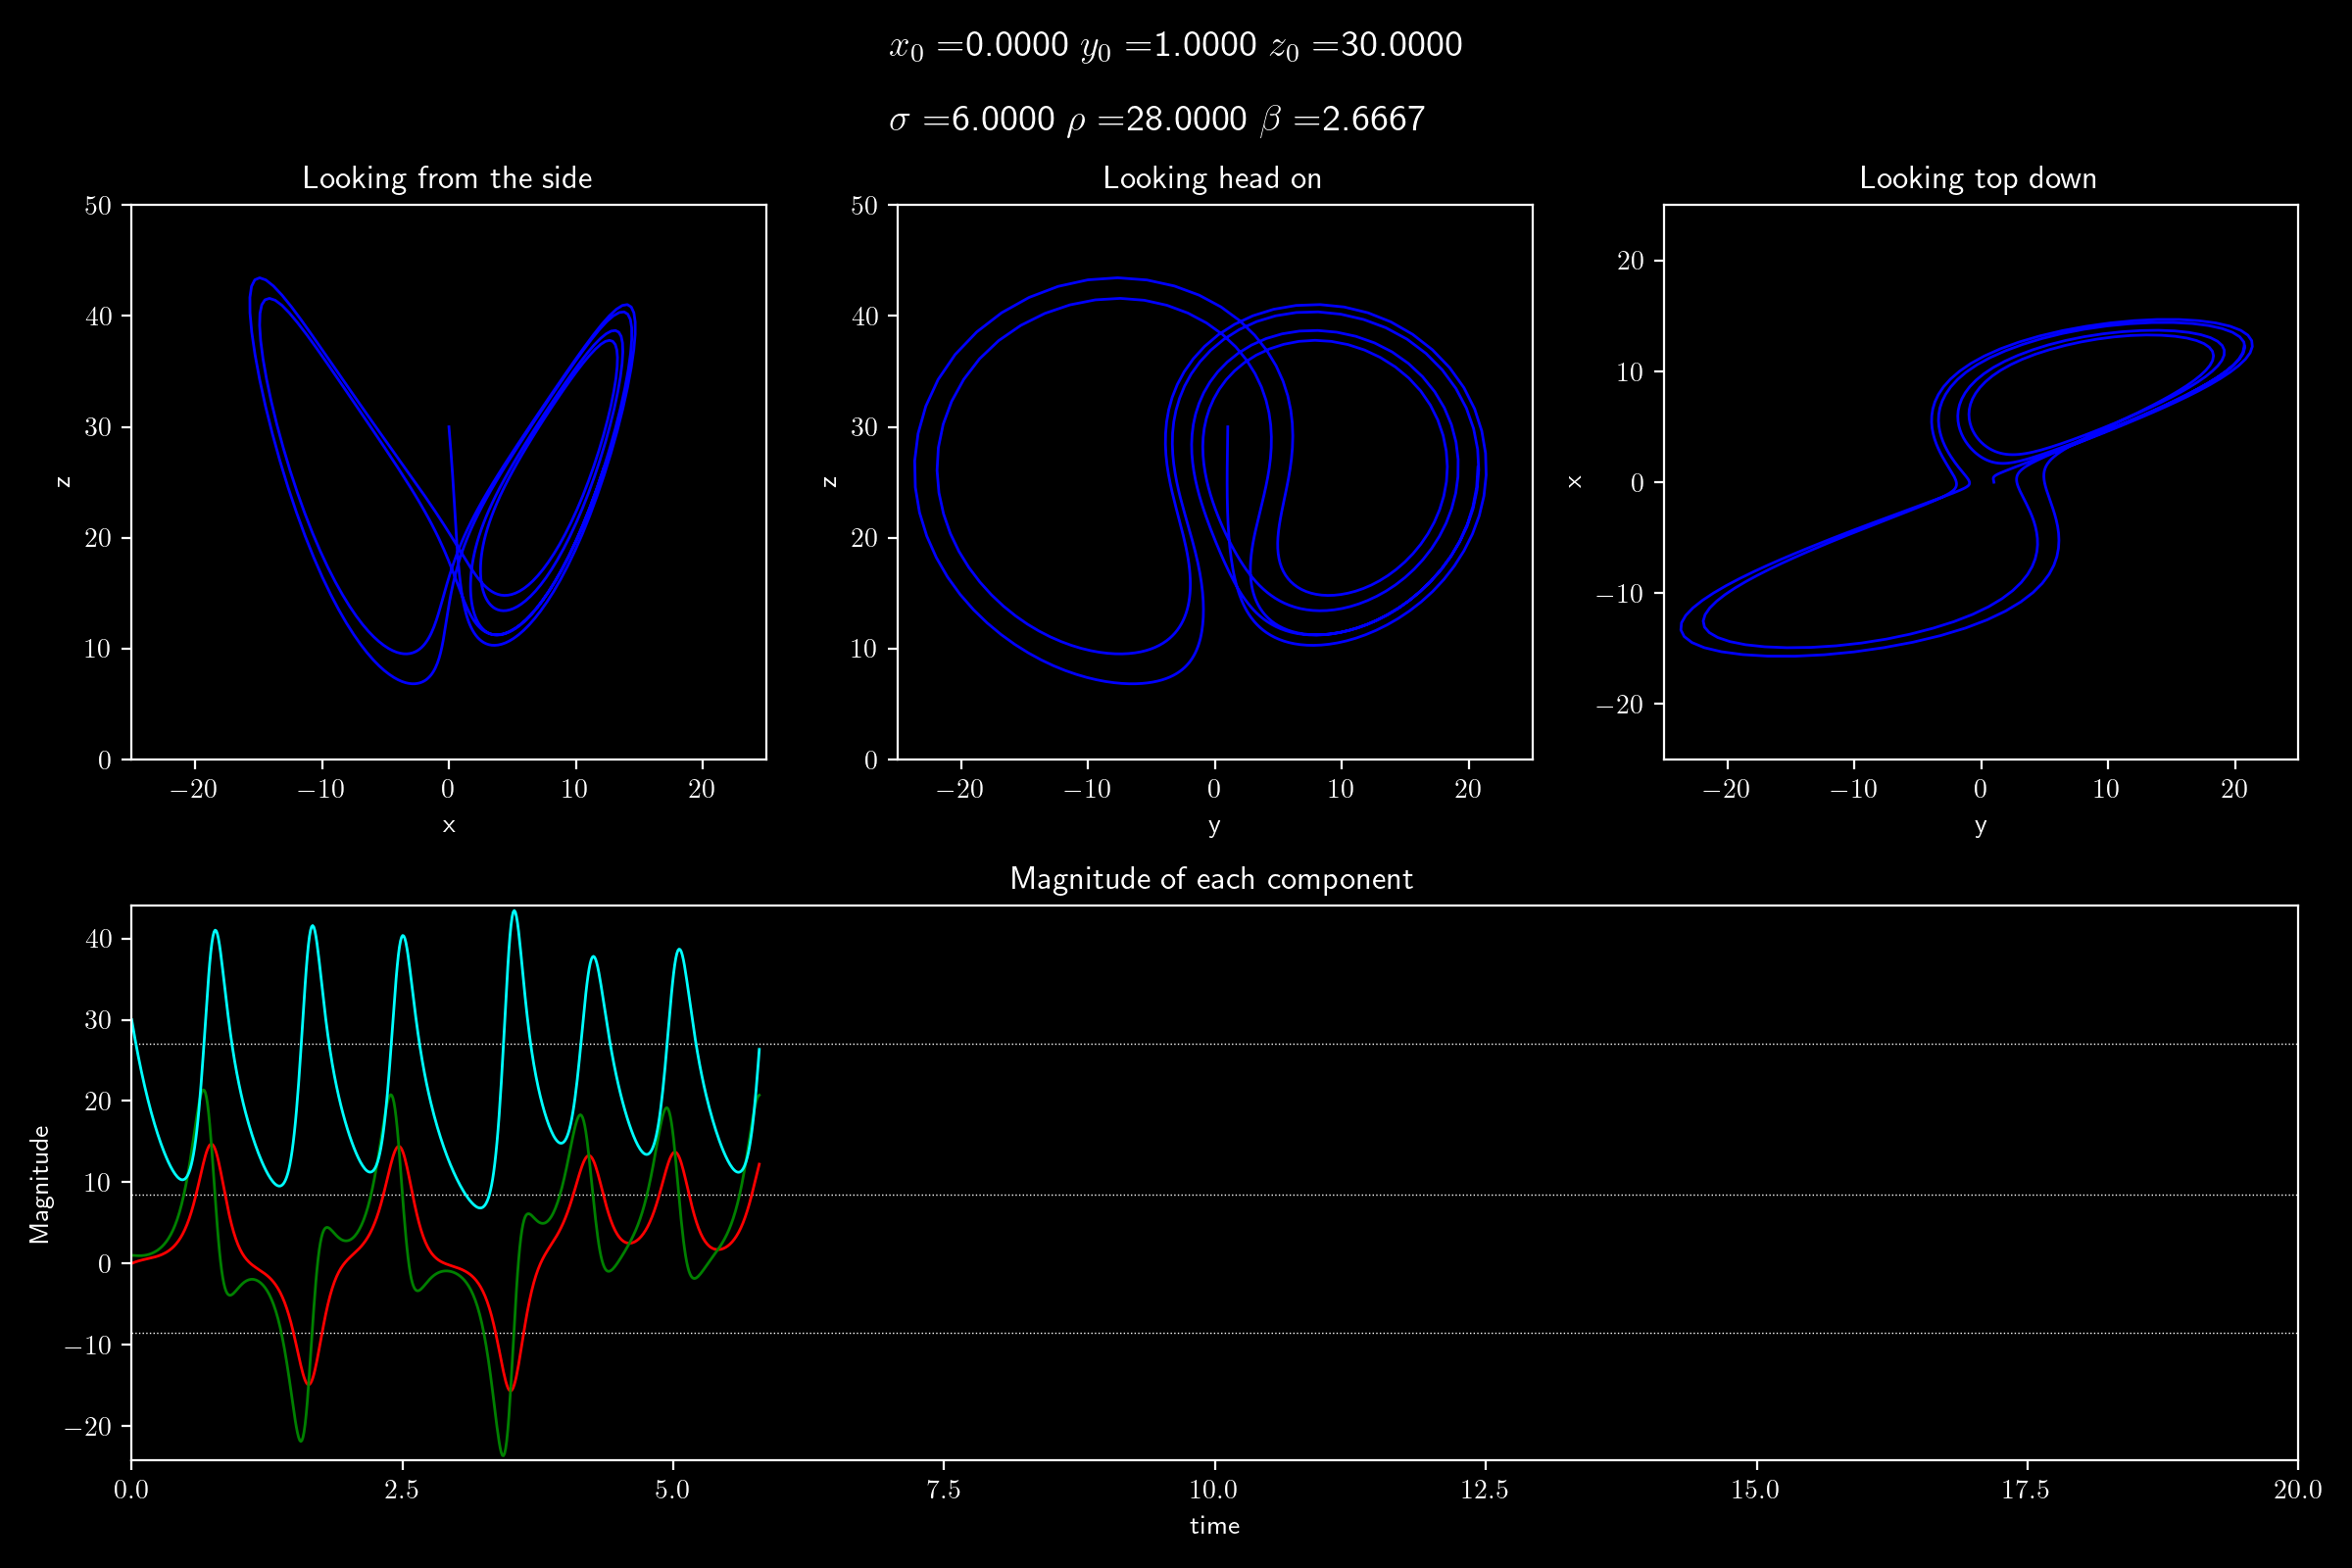 x₀ =0.0000 y₀ =1.0000 z₀ =30.0000
σ =6.0000 ρ =28.0000 β =2.6667
Looking from the side
50
40
30
20
10
0
z
−20 −10 0 10 20
x
Looking head on
50
40
30
20
10
0
z
−20 −10 0 10 20
y
Looking top down
20
10
0
−10
−20
x
−20 −10 0 10 20
y
Magnitude of each component
40
30
20
10
0
−10
−20
Magnitude
0.0 2.5 5.0 7.5 10.0 12.5 15.0 17.5 20.0
time